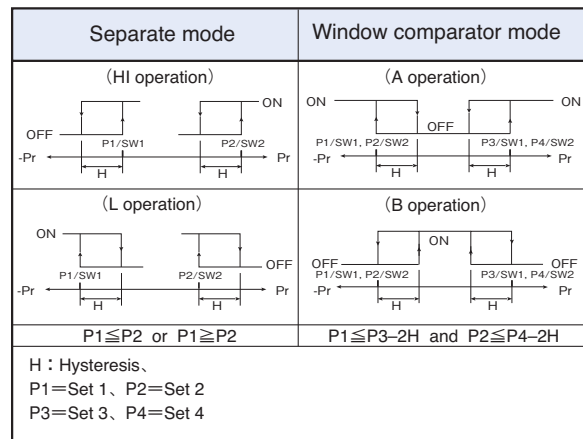 Separate mode
Window comparator mode
(HI operation)
ON
OFF
P1/SW1
P2/SW2
-Pr
Pr
H
H
(A operation)
ON
ON
OFF
P1/SW1, P2/SW2
P3/SW1, P4/SW2
-Pr
Pr
H
H
(L operation)
ON
OFF
P1/SW1
P2/SW2
-Pr
Pr
H
H
(B operation)
ON
OFF
OFF
P1/SW1, P2/SW2
P3/SW1, P4/SW2
-Pr
Pr
H
H
P1≦P2 or P1≧P2
P1≦P3–2H and P2≦P4–2H
H：Hysteresis、
P1＝Set 1、P2＝Set 2
P3＝Set 3、P4＝Set 4